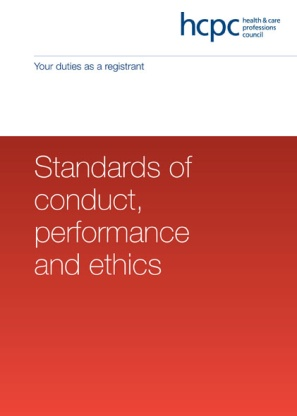 hcpc health & care
professions
council
Your duties as a registrant
Standards of
conduct,
performance
and ethics